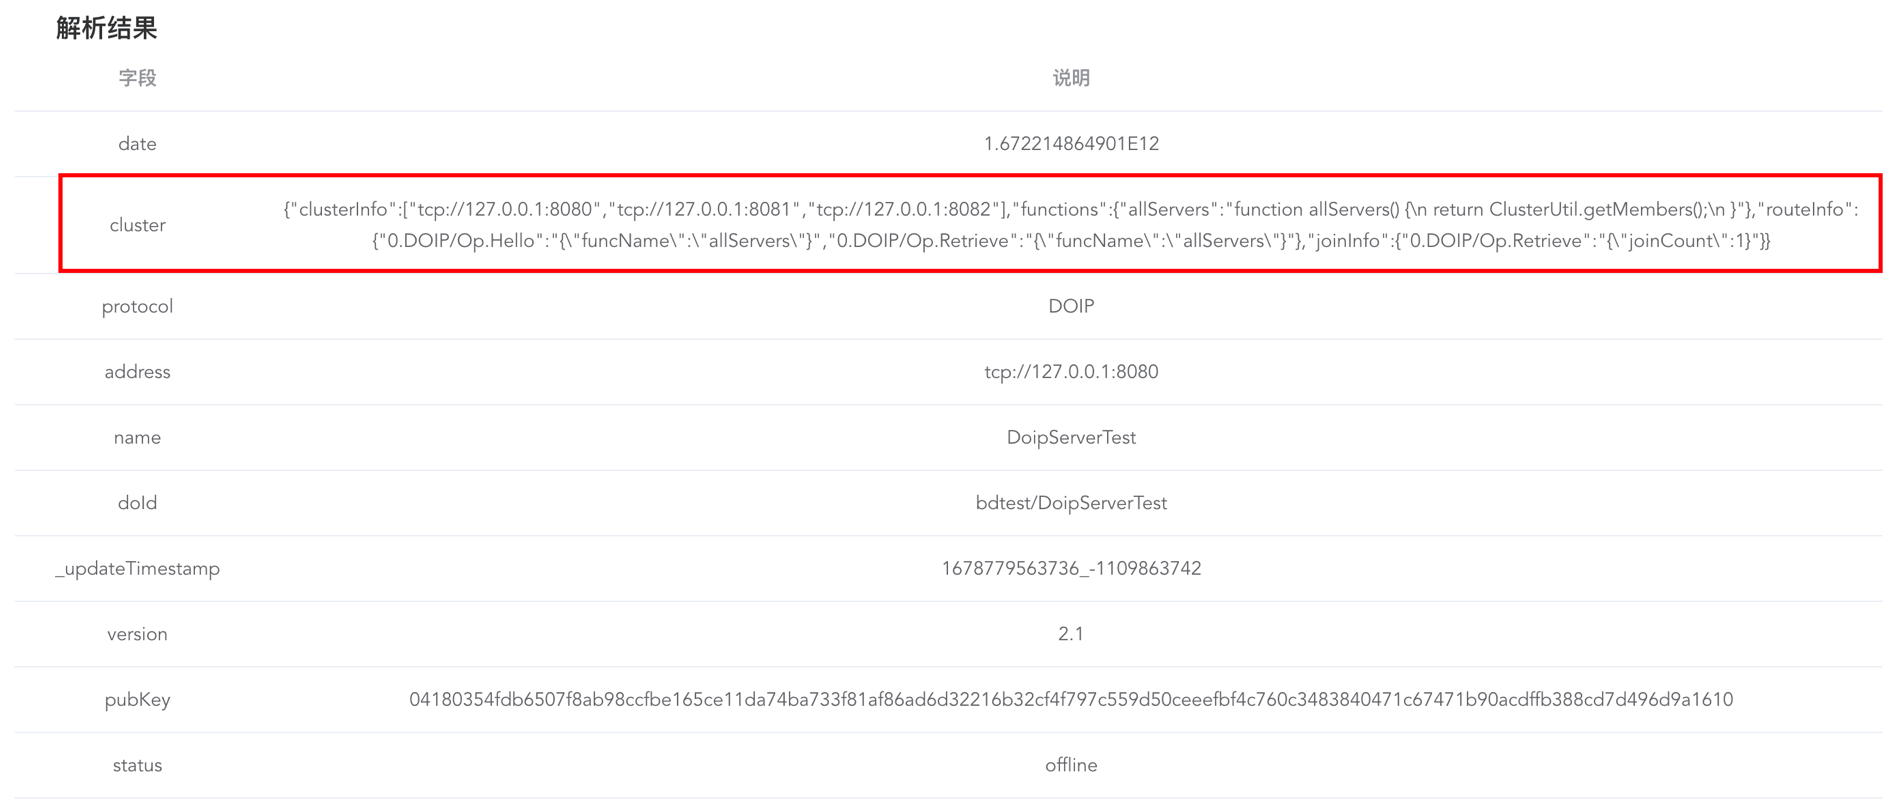 解析结果
字段 说明
date 1.672214864901E12
cluster {"clusterInfo":["tcp://127.0.0.1:8080","tcp://127.0.0.1:8081","tcp://127.0.0.1:8082"],"functions":{"allServers":"function allServers() {\n return ClusterUtil.getMembers();\n }"},"routeInfo":
{"0.DOIP/Op.Hello":"{\"funcName\":\"allServers\"}","0.DOIP/Op.Retrieve":"{\"funcName\":\"allServers\"}"},"joinInfo":{"0.DOIP/Op.Retrieve":"{\"joinCount\":1}"}}
protocol DOIP
address tcp://127.0.0.1:8080
name DoipServerTest
doId bdtest/DoipServerTest
_updateTimestamp 1678779563736_-1109863742
version 2.1
pubKey 04180354fdb6507f8ab98ccfbe165ce11da74ba733f81af86ad6d32216b32cf4f797c559d50ceeefbf4c760c3483840471c67471b90acdffb388cd7d496d9a1610
status offline